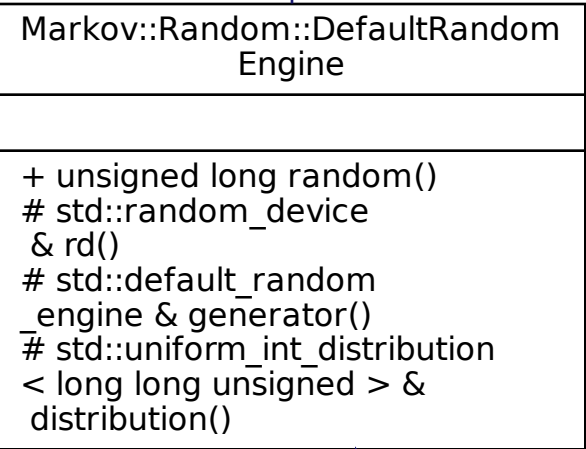 Markov::Random::DefaultRandom
Engine
+ unsigned long random()
# std::random_device
& rd()
# std::default_random
_engine & generator()
# std::uniform_int_distribution
< long long unsigned > &
distribution()